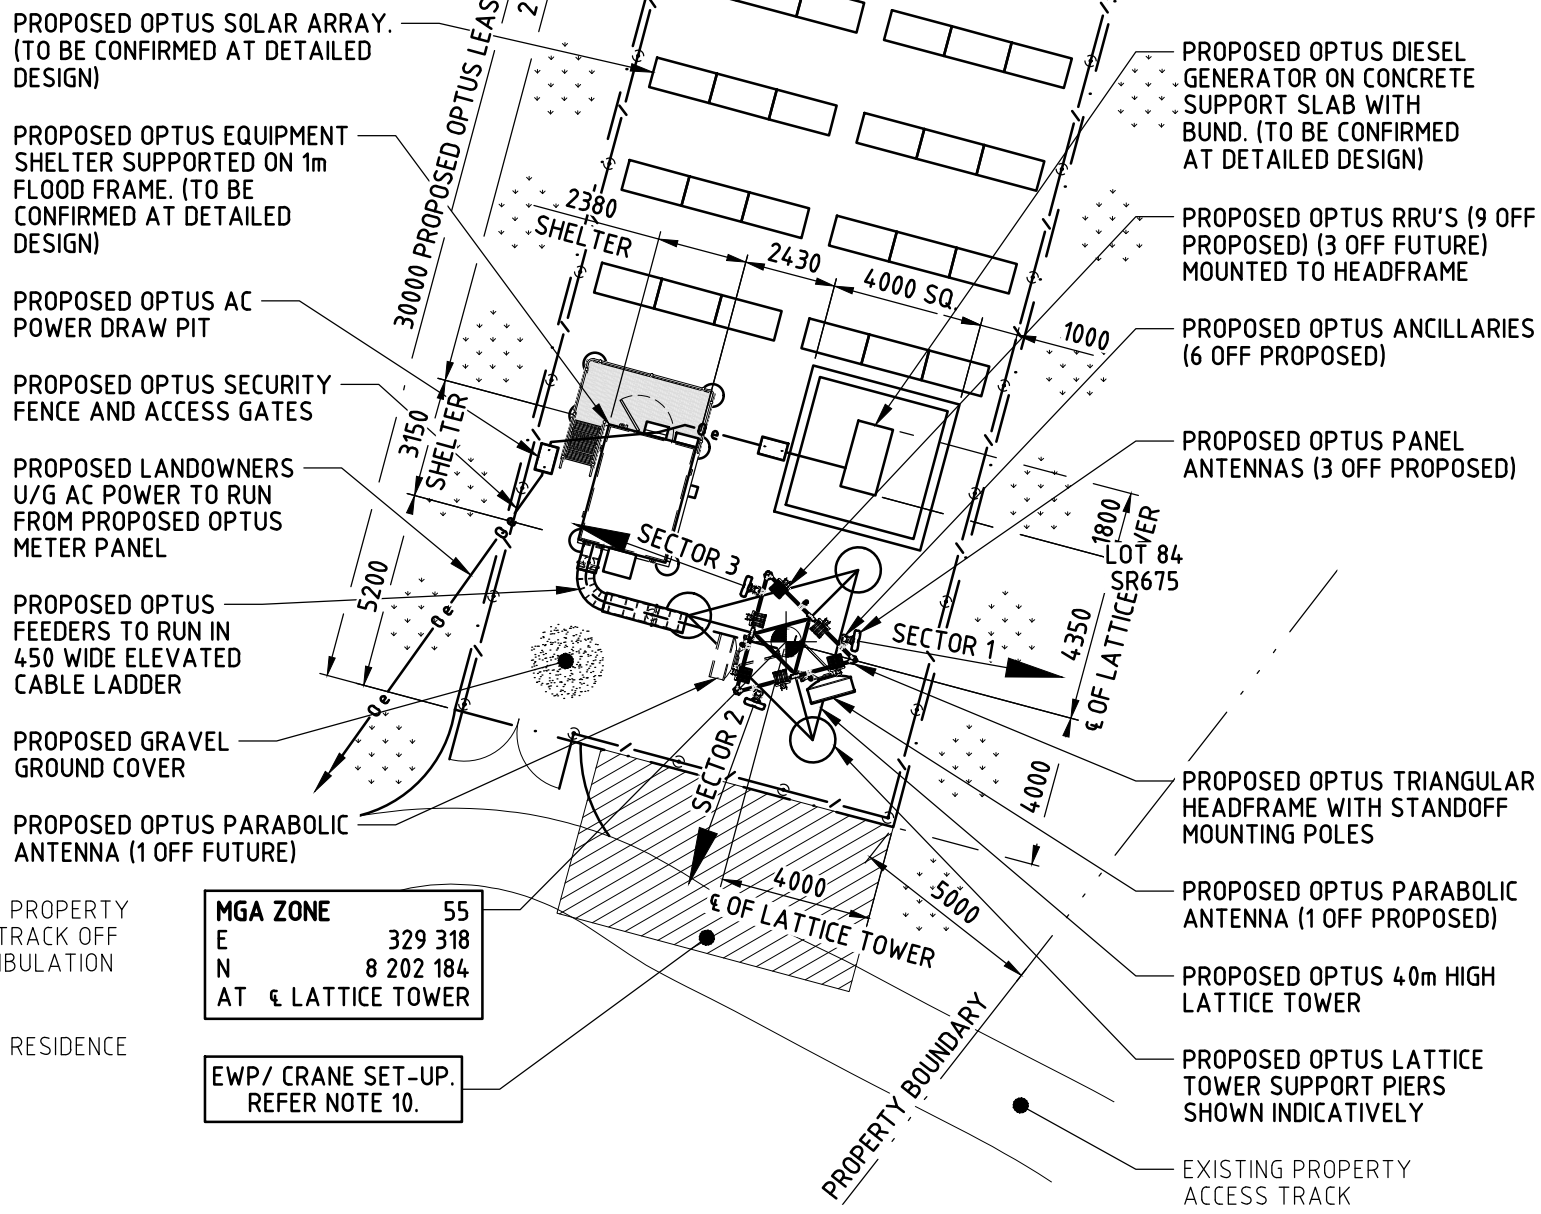 PROPOSED OPTUS SOLAR ARRAY.
(TO BE CONFIRMED AT DETAILED
DESIGN)
PROPOSED OPTUS EQUIPMENT
SHELTER SUPPORTED ON 1m
FLOOD FRAME. (TO BE
CONFIRMED AT DETAILED
DESIGN)
PROPOSED OPTUS AC
POWER DRAW PIT
PROPOSED OPTUS SECURITY
FENCE AND ACCESS GATES
PROPOSED LANDOWNERS
U/G AC POWER TO RUN
FROM PROPOSED OPTUS
METER PANEL
PROPOSED OPTUS
FEEDERS TO RUN IN
450 WIDE ELEVATED
CABLE LADDER
PROPOSED GRAVEL
GROUND COVER
PROPOSED OPTUS PARABOLIC
ANTENNA (1 OFF FUTURE)
PROPERTY
TRACK OFF
RESIDENCE
MGA ZONE 55
E 329 318
N 8 202 184
AT ℄ LATTICE TOWER
EWP/ CRANE SET-UP.
REFER NOTE 10.
30000 PROPOSED OPTUS
2380
SHELTER
2430
4000 SQ.
1000
3150
SHELTER
5200
e
e
e
SECTOR 3
SECTOR 1
SECTOR 2
1800
LOT 84
SR675
4350
℄ OF LATTICE
4000
4000
℄ OF LATTICE TOWER
5000
PROPERTY BOUNDARY
PROPOSED OPTUS DIESEL
GENERATOR ON CONCRETE
SUPPORT SLAB WITH
BUND. (TO BE CONFIRMED
AT DETAILED DESIGN)
PROPOSED OPTUS RRU'S (9 OFF
PROPOSED) (3 OFF FUTURE)
MOUNTED TO HEADFRAME
PROPOSED OPTUS ANCILLARIES
(6 OFF PROPOSED)
PROPOSED OPTUS PANEL
ANTENNAS (3 OFF PROPOSED)
PROPOSED OPTUS TRIANGULAR
HEADFRAME WITH STANDOFF
MOUNTING POLES
PROPOSED OPTUS PARABOLIC
ANTENNA (1 OFF PROPOSED)
PROPOSED OPTUS 40m HIGH
LATTICE TOWER
PROPOSED OPTUS LATTICE
TOWER SUPPORT PIERS
SHOWN INDICATIVELY
EXISTING PROPERTY
ACCESS TRACK